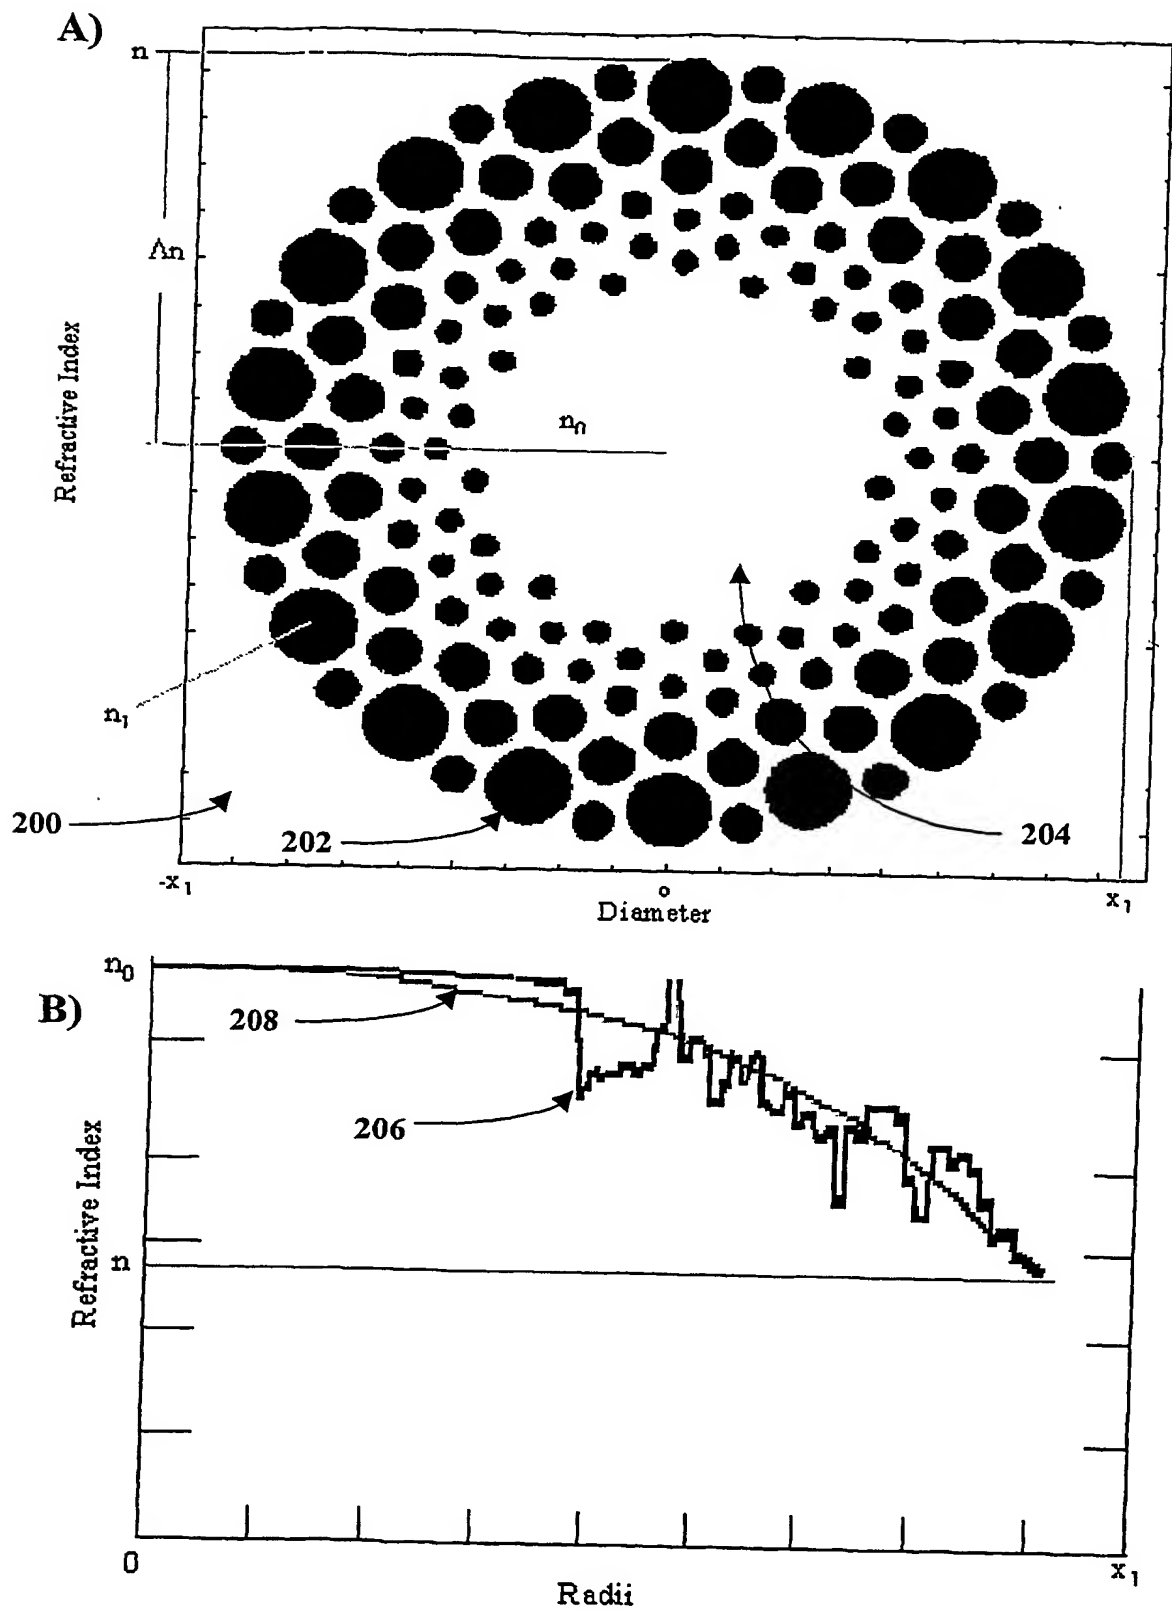 A)
n
Δn
Refractive Index
n₀
n₁
200
202
204
-x₁
o
x₁
Diameter
n₀
B)
208
206
Refractive Index
n
0
x₁
Radii